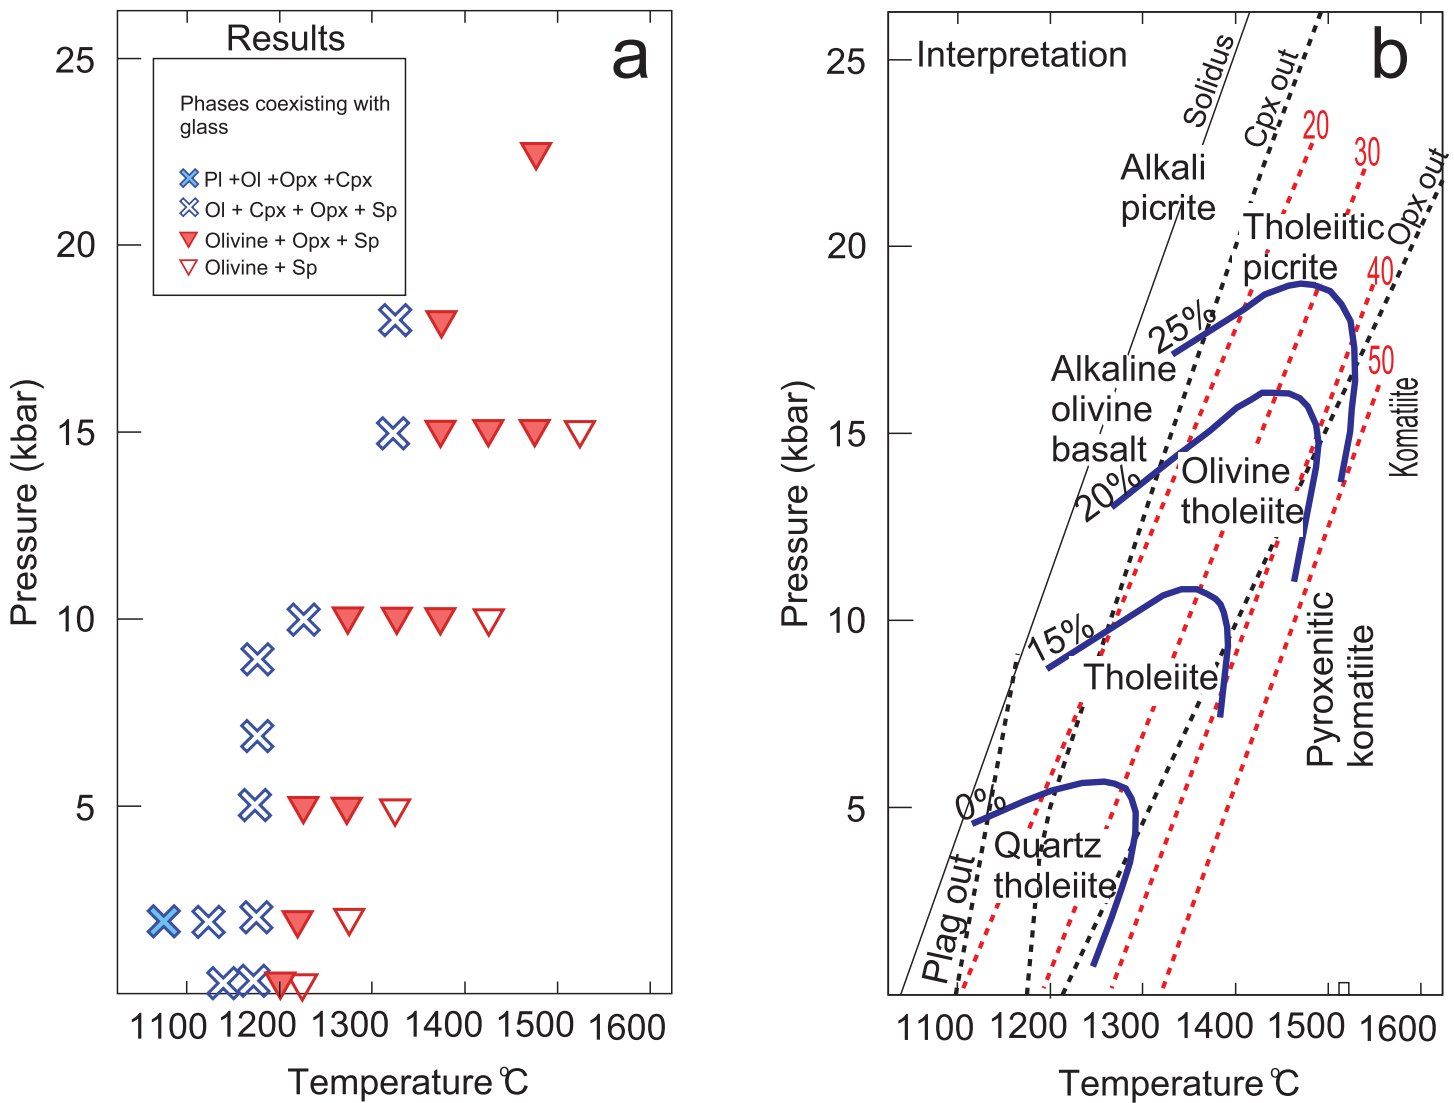 Results
a
Phases coexisting with
glass
Pl +Ol +Opx +Cpx
Ol + Cpx + Opx + Sp
Olivine + Opx + Sp
Olivine + Sp
25
20
15
10
5
Pressure (kbar)
1100 1200 1300 1400 1500 1600
Temperature °C
Interpretation
b
Solidus
Cpx out
20
30
Opx out
40
50
Alkali
picrite
Tholeiitic
picrite
25%
Alkaline
olivine
basalt
Komatiite
20%
Olivine
tholeiite
15%
Tholeiite
Pyroxenitic
komatiite
0%
Quartz
tholeiite
Plag out
25
20
15
10
5
Pressure (kbar)
1100 1200 1300 1400 1500 1600
Temperature °C